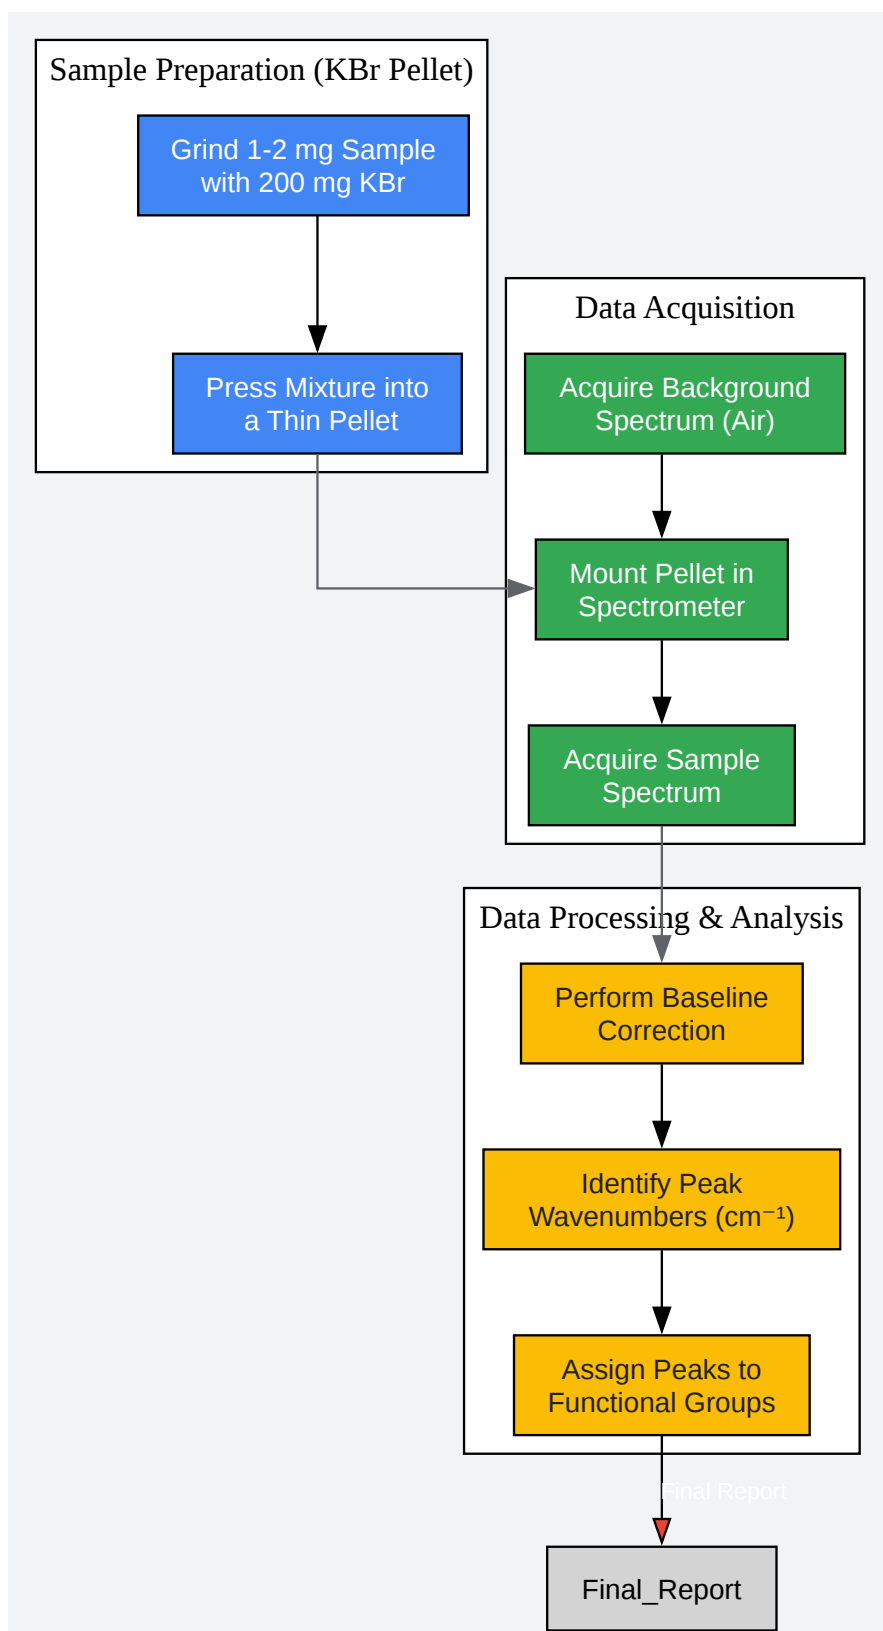 Sample Preparation (KBr Pellet)
Grind 1-2 mg Sample
with 200 mg KBr
Press Mixture into
a Thin Pellet
Data Acquisition
Acquire Background
Spectrum (Air)
Mount Pellet in
Spectrometer
Acquire Sample
Spectrum
Data Processing & Analysis
Perform Baseline
Correction
Identify Peak
Wavenumbers (cm⁻¹)
Assign Peaks to
Functional Groups
Final Report
Final_Report